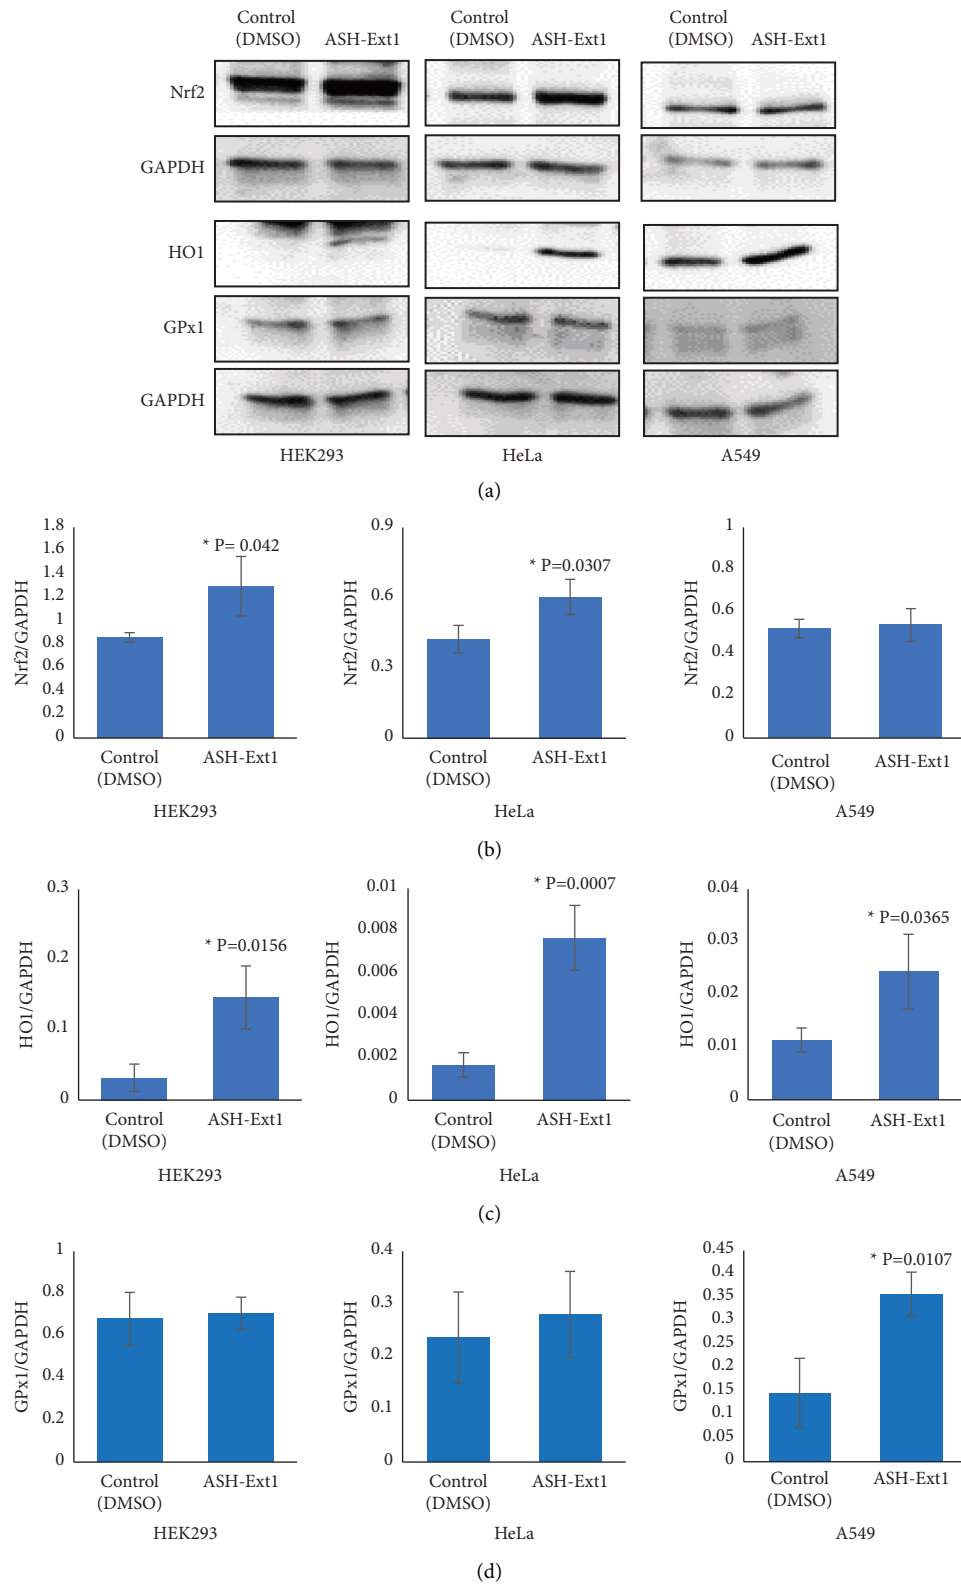 Control
(DMSO) ASH-Ext1
Control
(DMSO) ASH-Ext1
Control
(DMSO) ASH-Ext1
Nrf2
GAPDH
HO1
GPx1
GAPDH
HEK293 HeLa A549
(a)
Nrf2/GAPDH
1.8
1.6
1.4
1.2
1
0.8
0.6
0.4
0.2
0
* P= 0.042
Control
(DMSO)
ASH-Ext1
HEK293
Nrf2/GAPDH
0.9
0.6
0.3
0
* P=0.0307
Control
(DMSO)
ASH-Ext1
HeLa
Nrf2/GAPDH
1
0.8
0.6
0.4
0.2
0
Control
(DMSO)
ASH-Ext1
A549
(b)
HO1/GAPDH
0.3
0.2
0.1
0
* P=0.0156
Control
(DMSO)
ASH-Ext1
HEK293
HO1/GAPDH
0.01
0.008
0.006
0.004
0.002
0
* P=0.0007
Control
(DMSO)
ASH-Ext1
HeLa
HO1/GAPDH
0.04
0.03
0.02
0.01
0
* P=0.0365
Control
(DMSO)
ASH-Ext1
A549
(c)
GPx1/GAPDH
1
0.8
0.6
0.4
0.2
0
Control
(DMSO)
ASH-Ext1
HEK293
GPx1/GAPDH
0.4
0.3
0.2
0.1
0
Control
(DMSO)
ASH-Ext1
HeLa
GPx1/GAPDH
0.45
0.4
0.35
0.3
0.25
0.2
0.15
0.1
0.05
0
* P=0.0107
Control
(DMSO)
ASH-Ext1
A549
(d)